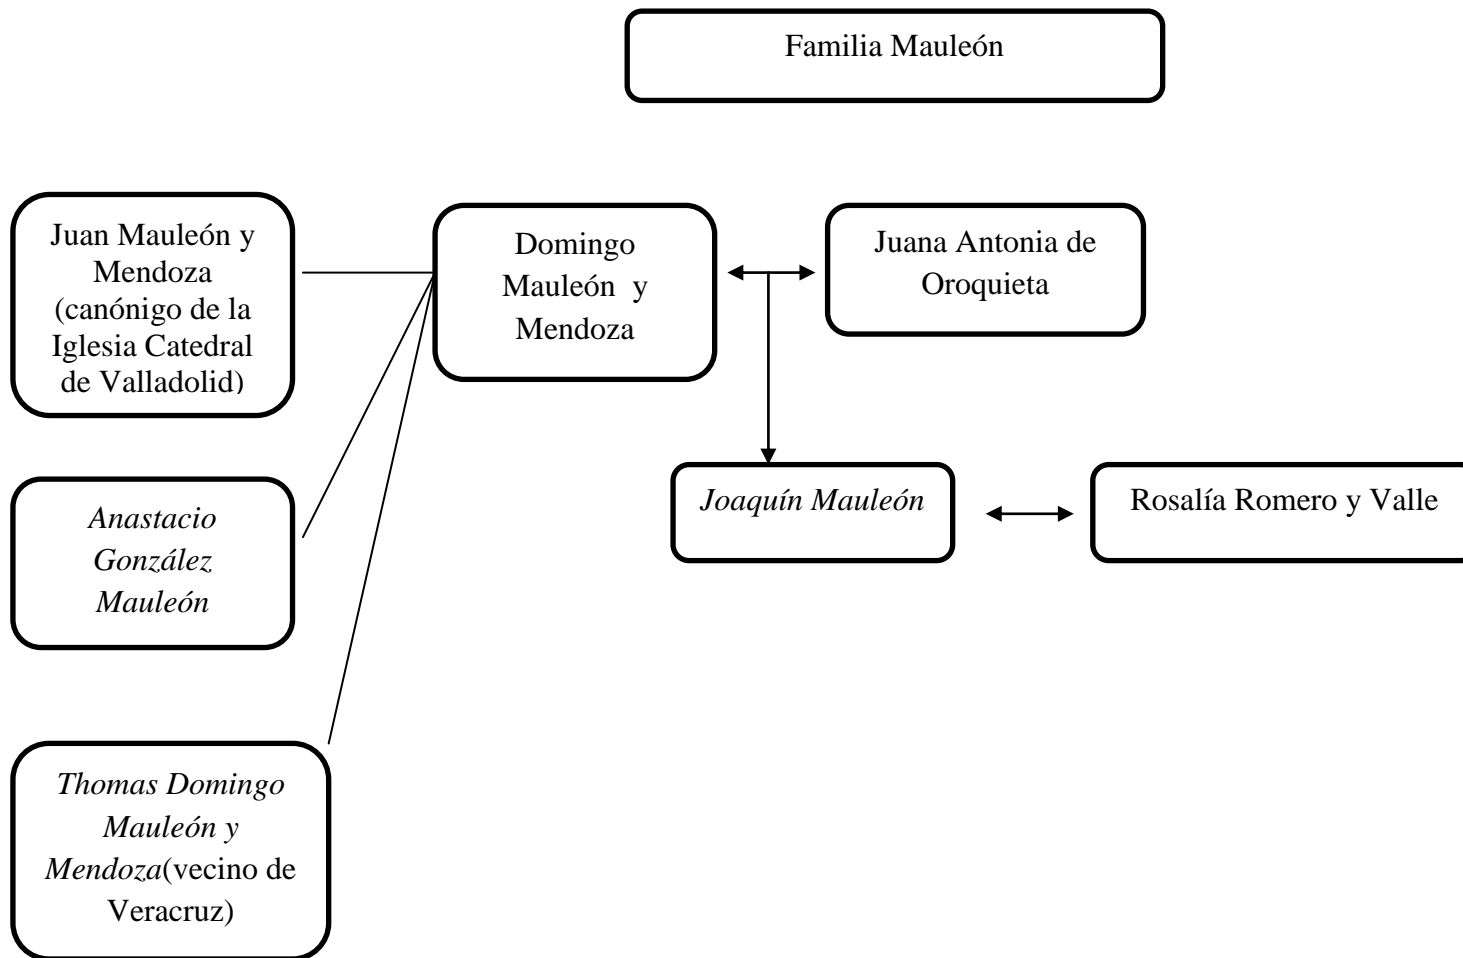 Familia Mauleón
Juan Mauleón y
Mendoza
(canónigo de la
Iglesia Catedral
de Valladolid)
Domingo
Mauleón y
Mendoza
Juana Antonia de
Oroquieta
Anastacio
González
Mauleón
Joaquín Mauleón
Rosalía Romero y Valle
Thomas Domingo
Mauleón y
Mendoza(vecino de
Veracruz)